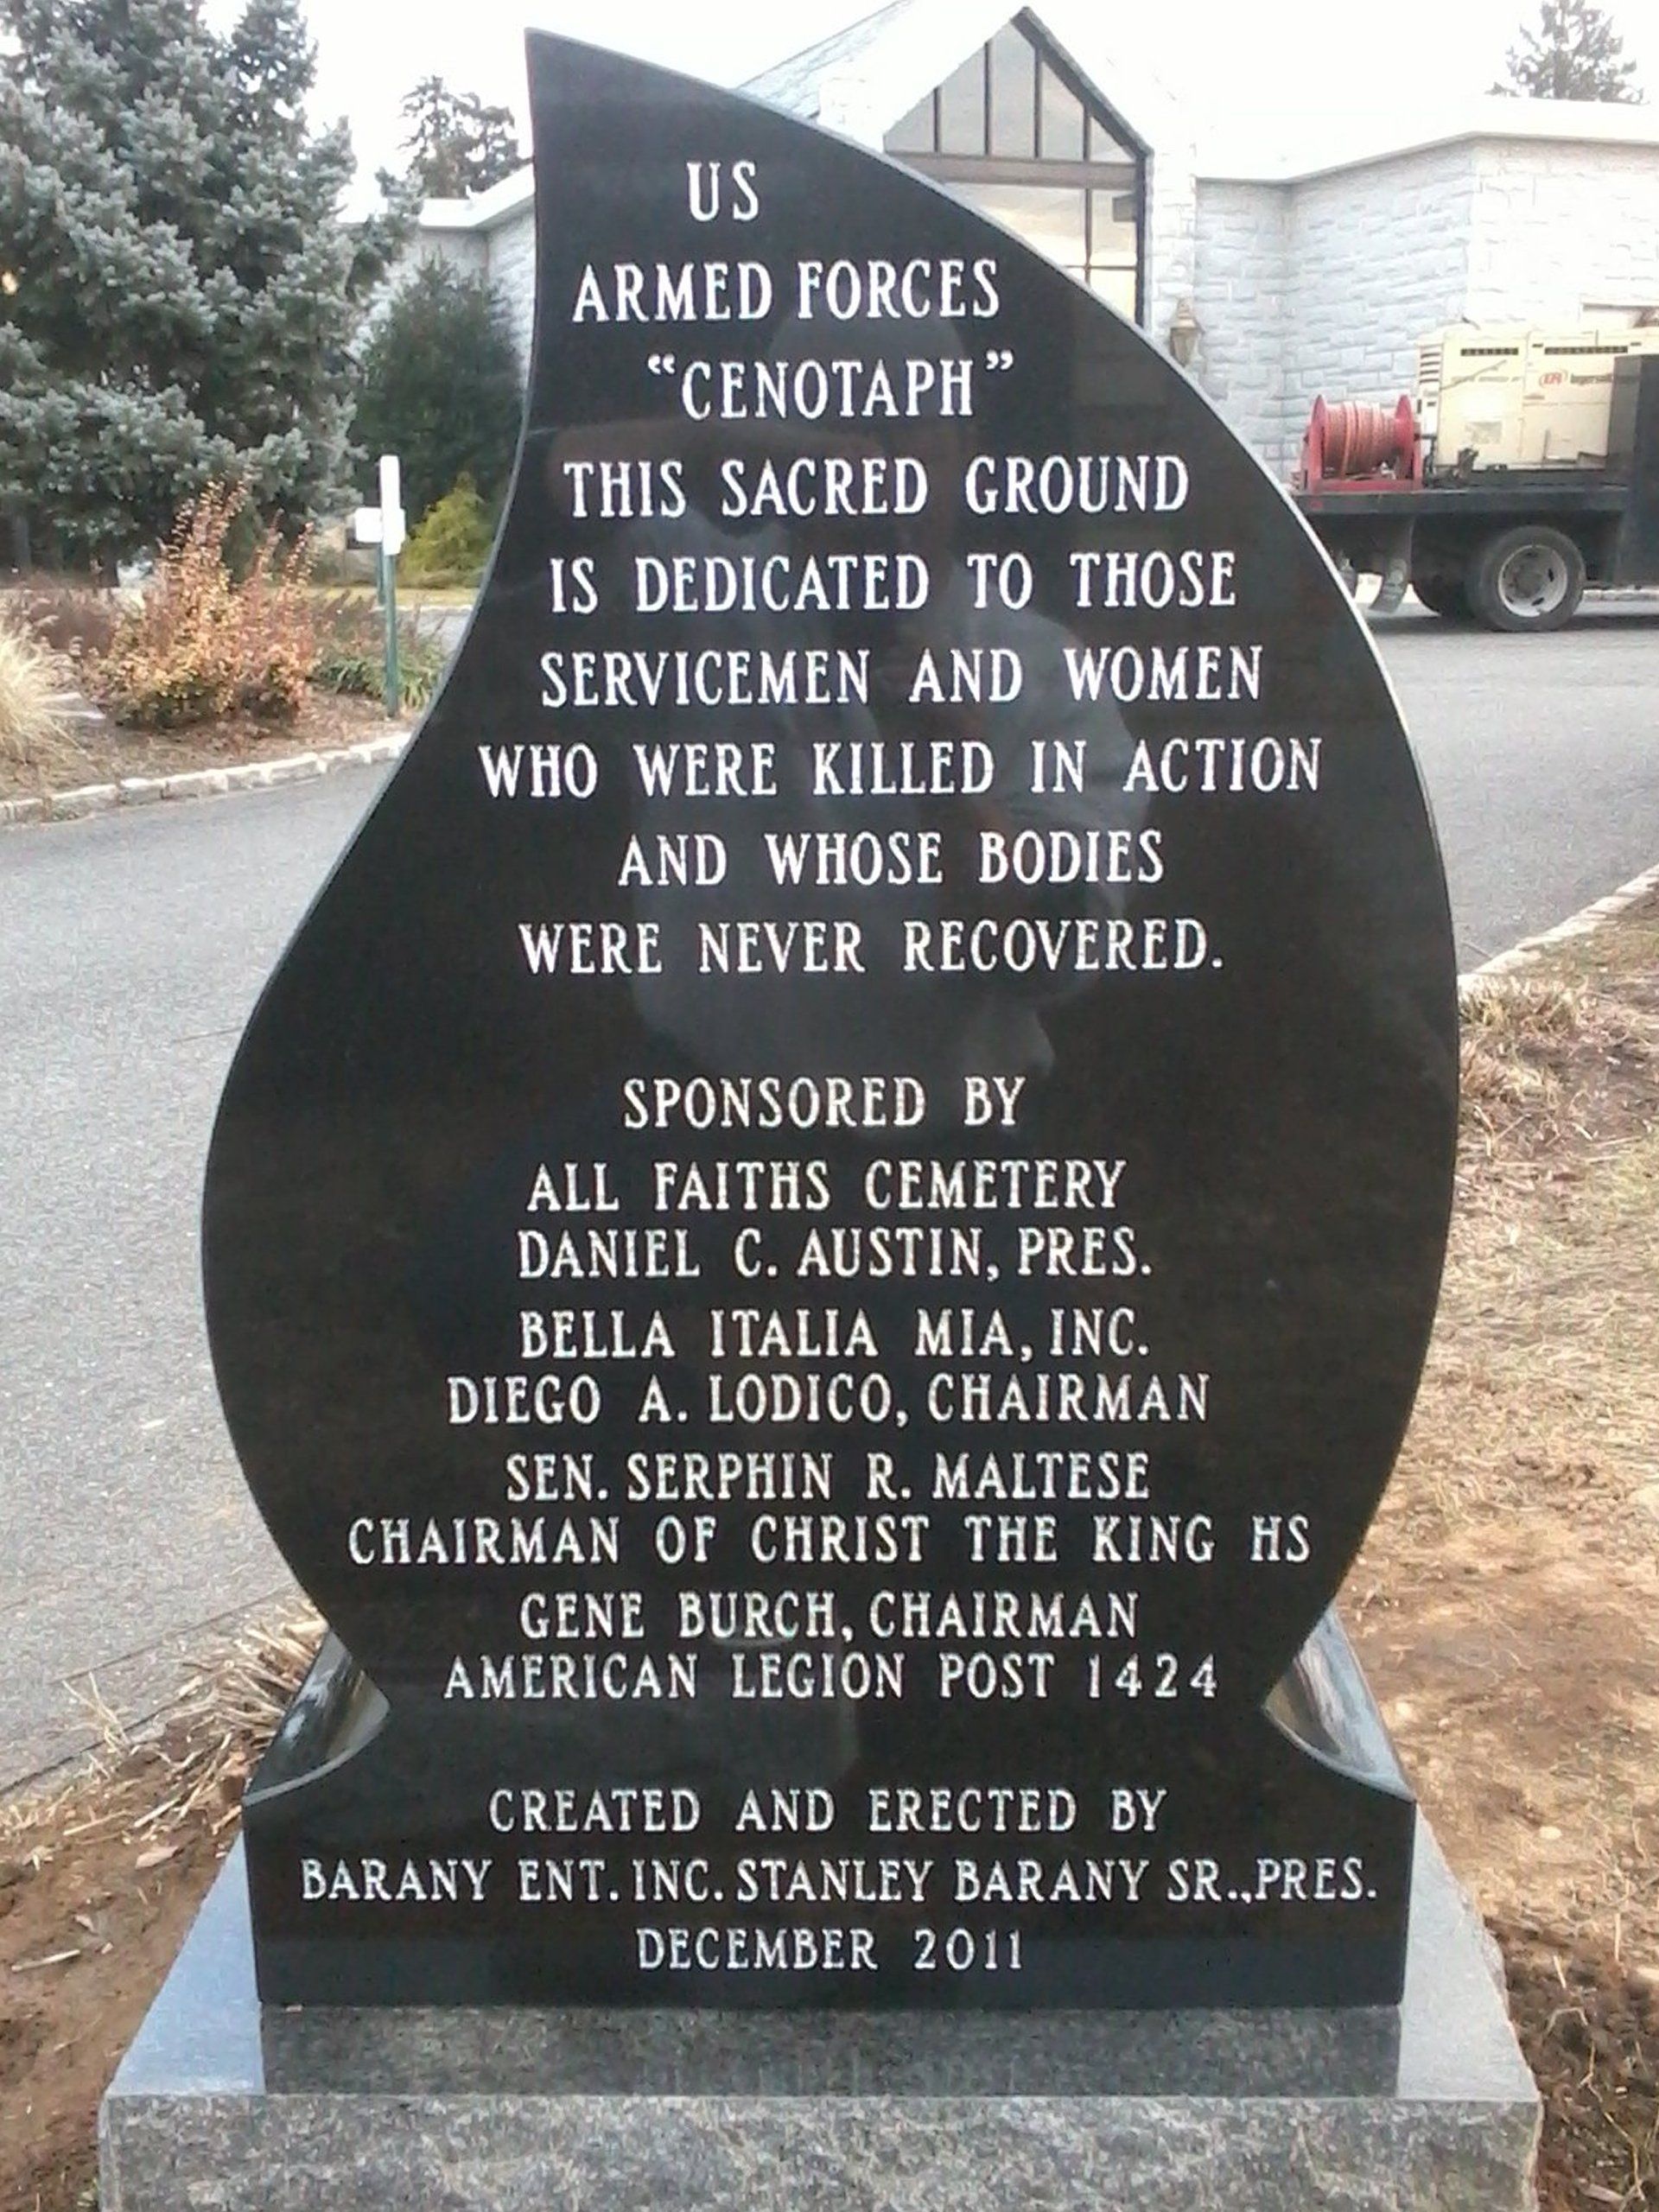 US
ARMED FORCES
“CENOTAPH”
THIS SACRED GROUND
IS DEDICATED TO THOSE
SERVICEMEN AND WOMEN
WHO WERE KILLED IN ACTION
AND WHOSE BODIES
WERE NEVER RECOVERED.
SPONSORED BY
ALL FAITHS CEMETERY
DANIEL C. AUSTIN, PRES.
BELLA ITALIA MIA, INC.
DIEGO A. LODICO, CHAIRMAN
SEN. SERPHIN R. MALTESE
CHAIRMAN OF CHRIST THE KING HS
GENE BURCH, CHAIRMAN
AMERICAN LEGION POST 1424
CREATED AND ERECTED BY
BARANY ENT. INC. STANLEY BARANY SR., PRES.
DECEMBER 2011